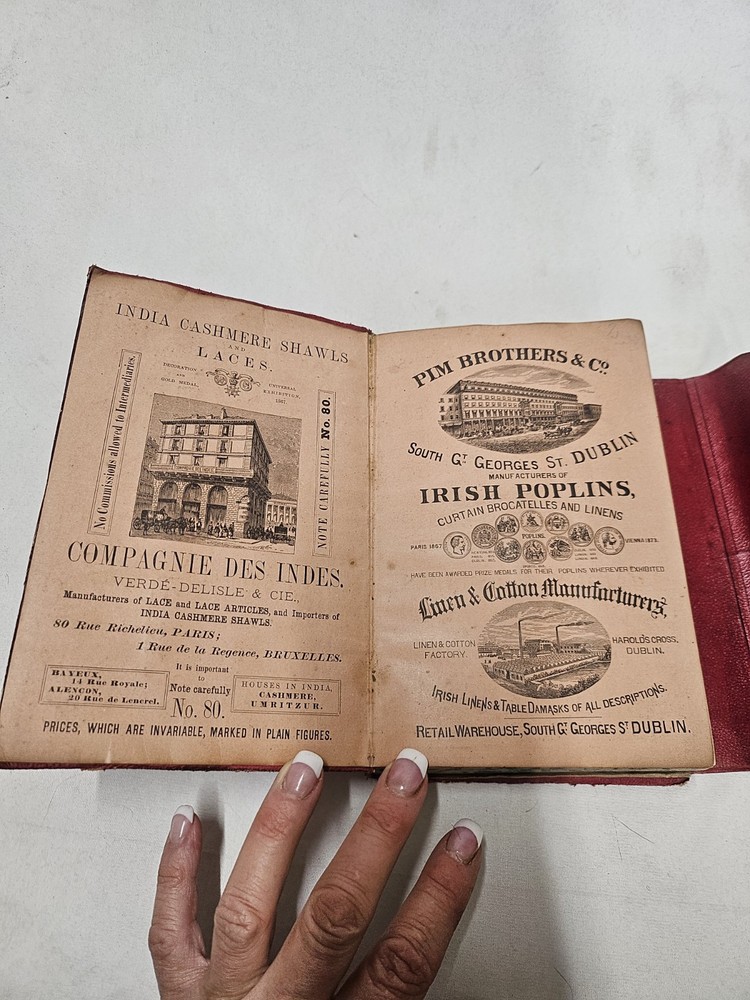 INDIA CASHMERE SHAWLS
AND
LACES.
DECORATION
AND
GOLD MEDAL,
UNIVERSAL
EXHIBITION,
1867
No Commissions allowed to Intermediaries.
NOTE CAREFULLY No. 80.
COMPAGNIE DES INDES.
VERDÉ-DELISLE & CIE.,
Manufacturers of LACE and LACE ARTICLES, and Importers of
INDIA CASHMERE SHAWLS.
80 Rue Richelieu, PARIS;
1 Rue de la Regence, BRUXELLES.
BAYEUX,
14 Rue Royale;
ALENCON,
20 Rue de Lencrel.
It is important
to
Note carefully
No. 80.
HOUSES IN INDIA,
CASHMERE,
UMRITZUR.
PRICES, WHICH ARE INVARIABLE, MARKED IN PLAIN FIGURES.
PIM BROTHERS & Co.
SOUTH GT GEORGES ST. DUBLIN
MANUFACTURERS OF
IRISH POPLINS,
CURTAIN BROCATELLES AND LINENS
POPLINS.
PARIS 1867
VIENNA 1873.
HAVE BEEN AWARDED PRIZE MEDALS FOR THEIR POPLINS WHEREVER EXHIBITED
Linen & Cotton Manufacturers,
LINEN & COTTON
FACTORY.
HAROLD'S CROSS,
DUBLIN.
IRISH LINENS & TABLE DAMASKS OF ALL DESCRIPTIONS.
RETAIL WAREHOUSE, SOUTH GT GEORGES ST DUBLIN.